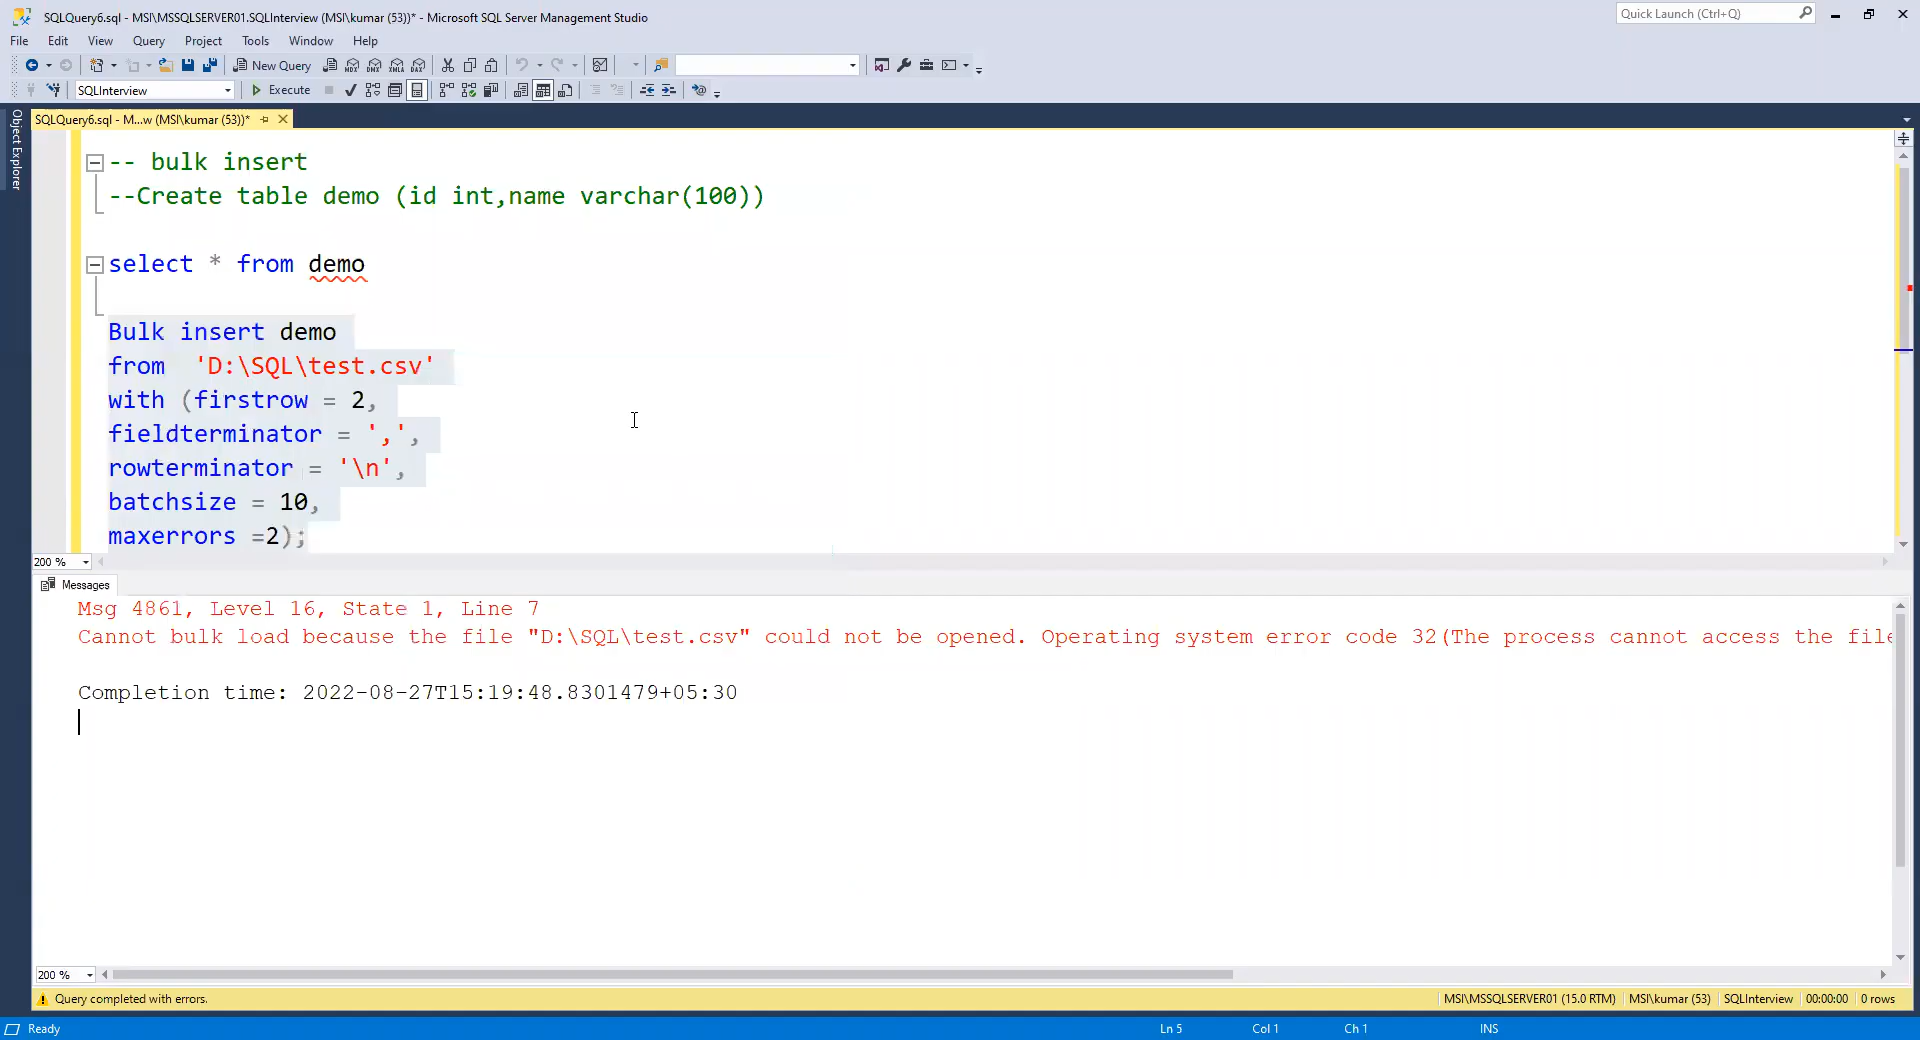 SQLQuery6.sql - MSI\MSSQLSERVER01.SQLInterview (MSI\kumar (53))* - Microsoft SQL Server Management Studio
Quick Launch (Ctrl+Q)
File Edit View Query Project Tools Window Help
New Query
MDX DMX XMLA DAX
SQLInterview
Execute
Object Explorer
SQLQuery6.sql - M...w (MSI\kumar (53))*
-- bulk insert
--Create table demo (id int,name varchar(100))
select * from demo
Bulk insert demo
from  'D:\SQL\test.csv'
with (firstrow = 2,
fieldterminator = ',',
rowterminator = '\n',
batchsize = 10,
maxerrors =2);
200 %
Messages
Msg 4861, Level 16, State 1, Line 7
Cannot bulk load because the file "D:\SQL\test.csv" could not be opened. Operating system error code 32(The process cannot access the file
Completion time: 2022-08-27T15:19:48.8301479+05:30
200 %
Query completed with errors.
MSI\MSSQLSERVER01 (15.0 RTM) MSI\kumar (53) SQLInterview 00:00:00 0 rows
Ready
Ln 5 Col 1 Ch 1 INS